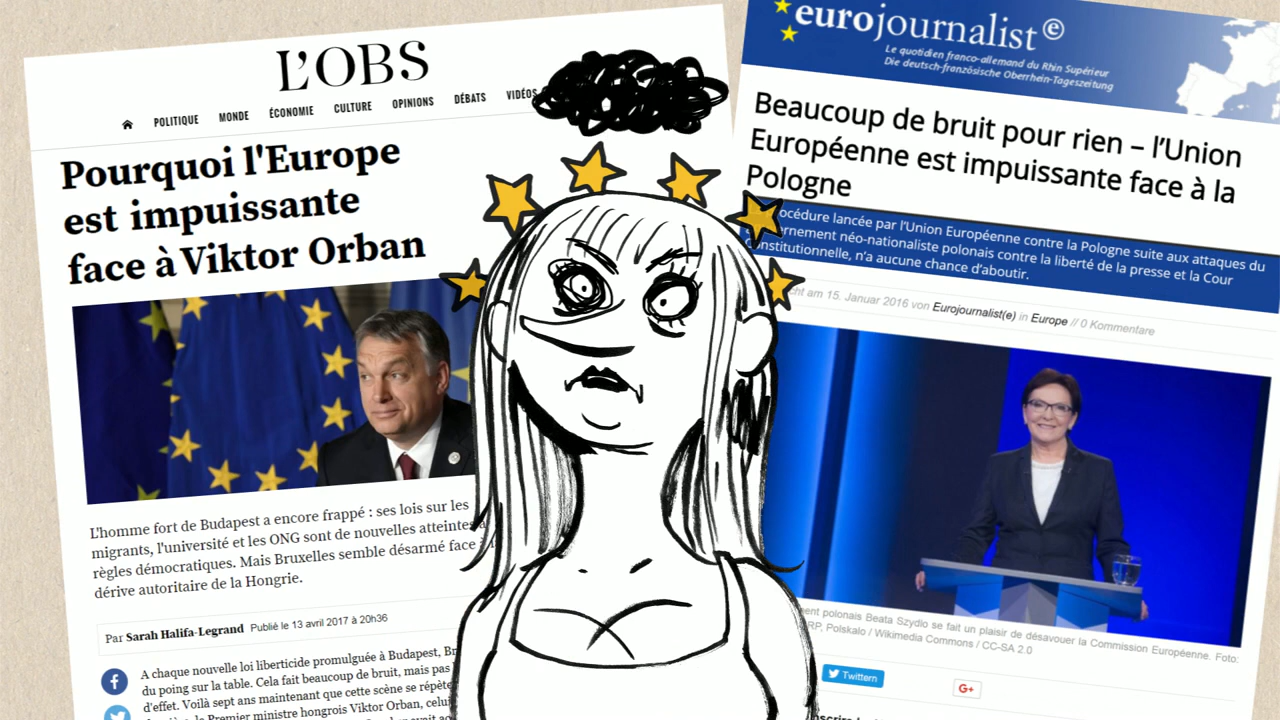 L'OBS
POLITIQUE MONDE ÉCONOMIE CULTURE OPINIONS DÉBATS VIDÉOS
Pourquoi l'Europe
est impuissante
face à Viktor Orban
L'homme fort de Budapest a encore frappé : ses lois sur les
migrants, l'université et les ONG sont de nouvelles atteintes
règles démocratiques. Mais Bruxelles semble désarmé face
dérive autoritaire de la Hongrie.
Par Sarah Halifa-Legrand Publié le 13 avril 2017 à 20h36
A chaque nouvelle loi liberticide promulguée à Budapest,
du poing sur la table. Cela fait beaucoup de bruit, mais pas
d'effet. Voilà sept ans maintenant que cette scène se répète
Premier ministre hongrois Viktor Orban,
eurojournalist e
Le quotidien franco-allemand du Rhin Supérieur
Die deutsch-französische Oberrhein-Tageszeitung
Beaucoup de bruit pour rien – l'Union
Européenne est impuissante face à la
Pologne
océdure lancée par l'Union Européenne contre la Pologne suite aux attaques du
ernement néo-nationaliste polonais contre la liberté de la presse et la Cour
onstitutionnelle, n'a aucune chance d'aboutir.
cht am 15. Januar 2016 von Eurojournalist(e) in Europe // 0 Kommentare
ent polonais Beata Szydlo se fait un plaisir de désavouer la Commission Européenne. Foto:
RP, Polskalo / Wikimedia Commons / CC-SA 2.0
Twittern
G+